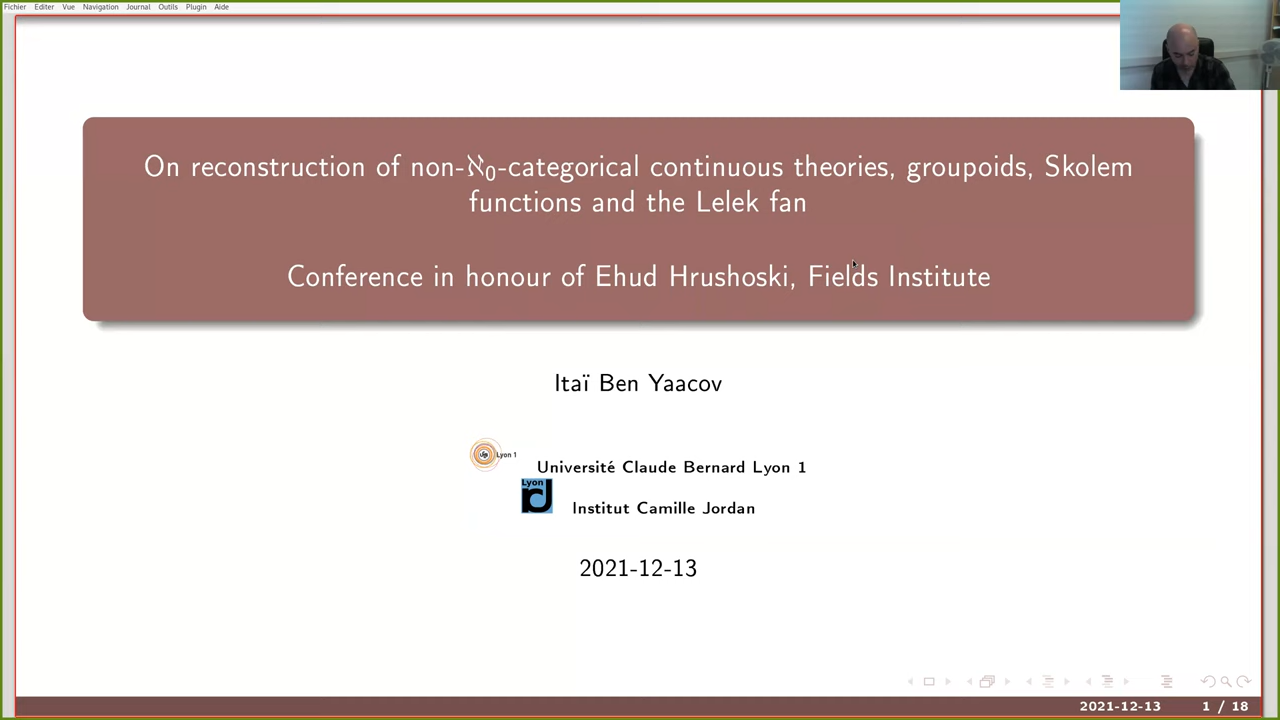 Fichier Editer Vue Navigation Journal Outils Plugin Aide
On reconstruction of non-ℵ₀-categorical continuous theories, groupoids, Skolem
functions and the Lelek fan
Conference in honour of Ehud Hrushoski, Fields Institute
Itaï Ben Yaacov
Lyon 1
Université Claude Bernard Lyon 1
Lyon
Institut Camille Jordan
2021-12-13
2021-12-13 1 / 18